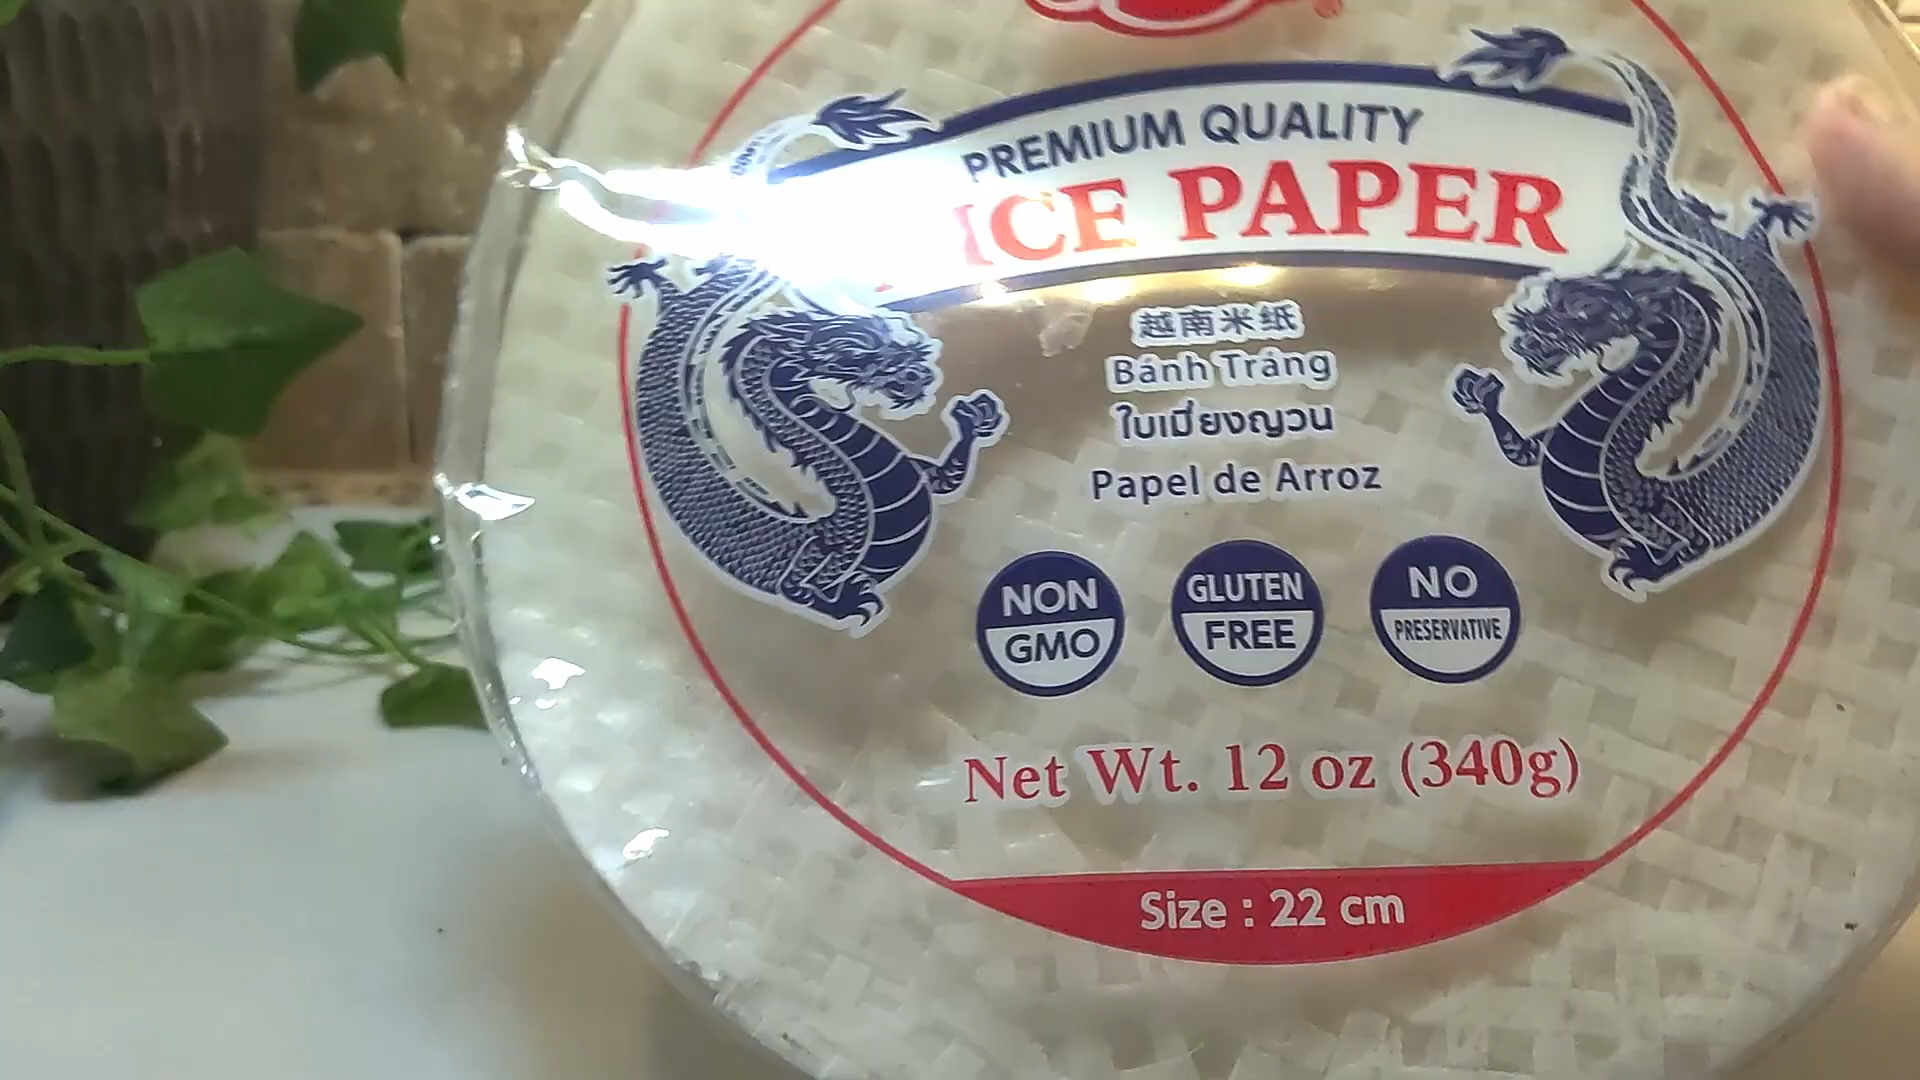 PREMIUM QUALITY
ICE PAPER
越南米纸
Bánh Tráng
ใบเมี่ยงญวน
Papel de Arroz
NON
GMO
GLUTEN
FREE
NO
PRESERVATIVE
Net Wt. 12 oz (340g)
Size : 22 cm